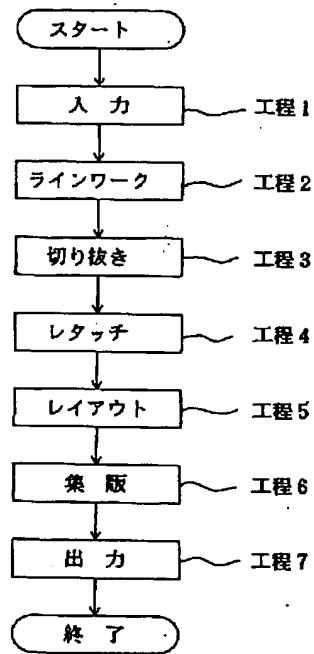 スタート
入 力 工程1
ラインワーク 工程2
切り抜き 工程3
レタッチ 工程4
レイアウト 工程5
集 版 工程6
出 力 工程7
終 了